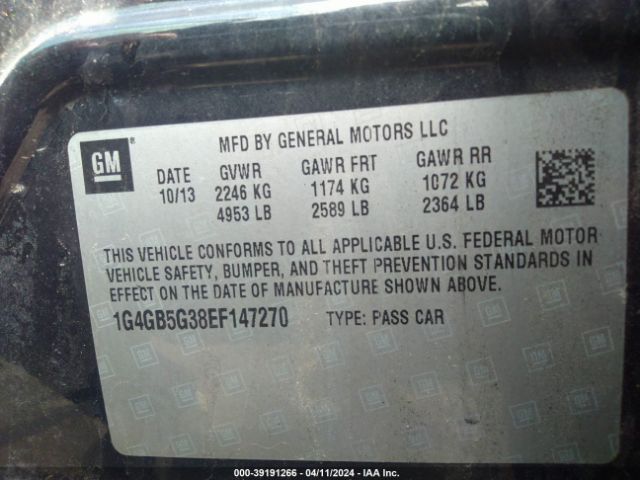 MFD BY GENERAL MOTORS LLC
GM
DATE GVWR GAWR FRT GAWR RR
10/13 2246 KG 1174 KG 1072 KG
4953 LB 2589 LB 2364 LB
THIS VEHICLE CONFORMS TO ALL APPLICABLE U.S. FEDERAL MOTOR
VEHICLE SAFETY, BUMPER, AND THEFT PREVENTION STANDARDS IN
EFFECT ON THE DATE OF MANUFACTURE SHOWN ABOVE.
1G4GB5G38EF147270 TYPE: PASS CAR
000-39191266 - 04/11/2024 - IAA Inc.